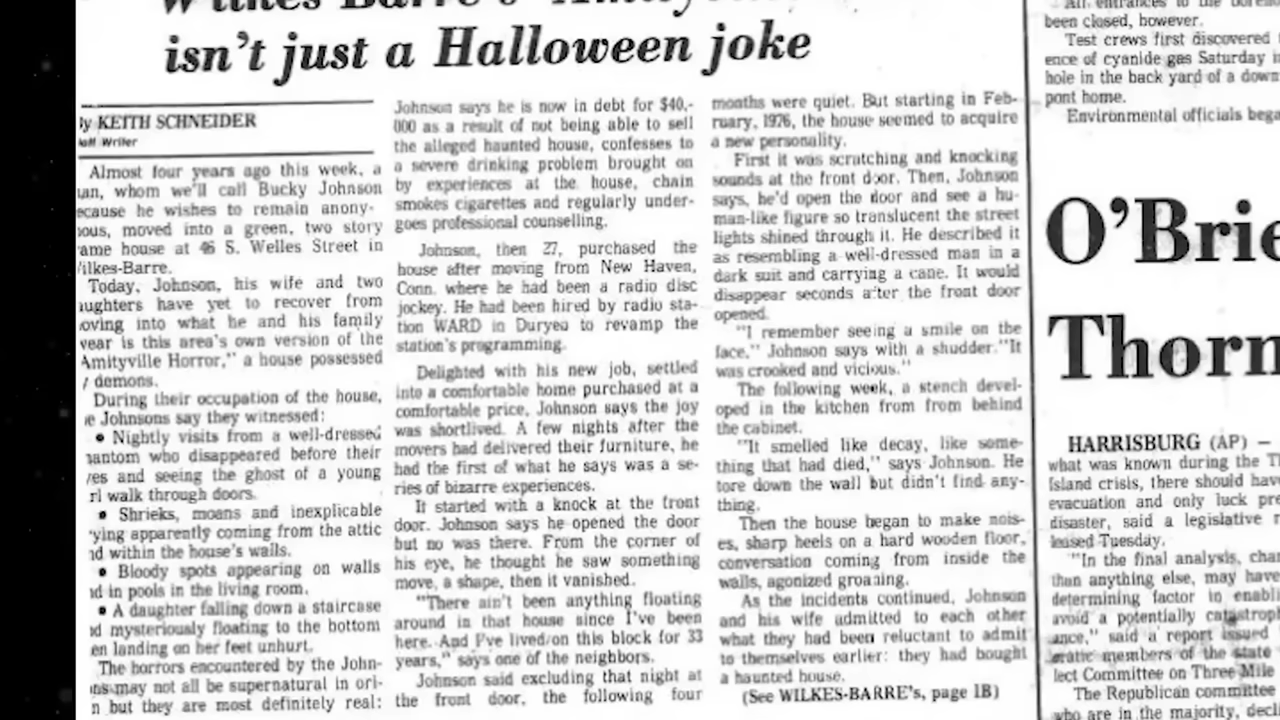 isn't just a Halloween joke
By KEITH SCHNEIDER
Staff Writer
Almost four years ago this week, a
an, whom we'll call Bucky Johnson
ecause he wishes to remain anony-
ous, moved into a green, two story
ame house at 46 S. Welles Street in
ilkes-Barre.
Today, Johnson, his wife and two
aughters have yet to recover from
oving into what he and his family
wear is this area's own version of the
Amityville Horror," a house possessed
y demons.
During their occupation of the house,
e Johnsons say they witnessed:
• Nightly visits from a well-dressed
hantom who disappeared before their
yes and seeing the ghost of a young
rl walk through doors.
• Shrieks, moans and inexplicable
ying apparently coming from the attic
nd within the house's walls.
• Bloody spots appearing on walls
nd in pools in the living room.
• A daughter falling down a staircase
nd mysteriously floating to the bottom
en landing on her feet unhurt.
The horrors encountered by the John-
ns may not all be supernatural in ori-
n but they are most definitely real:
Johnson says he is now in debt for $40,-
000 as a result of not being able to sell
the alleged haunted house, confesses to
a severe drinking problem brought on
by experiences at the house, chain
smokes cigarettes and regularly under-
goes professional counselling.
Johnson, then 27, purchased the
house after moving from New Haven,
Conn. where he had been a radio disc
jockey. He had been hired by radio sta-
tion WARD in Duryea to revamp the
station's programming.
Delighted with his new job, settled
into a comfortable home purchased at a
comfortable price, Johnson says the joy
was shortlived. A few nights after the
movers had delivered their furniture, he
had the first of what he says was a se-
ries of bizarre experiences.
It started with a knock at the front
door. Johnson says he opened the door
but no was there. From the corner of
his eye, he thought he saw something
move, a shape, then it vanished.
"There ain't been anything floating
around in that house since I've been
here. And I've lived on this block for 33
years," says one of the neighbors.
Johnson said excluding that night at
the front door, the following four
months were quiet. But starting in Feb-
ruary, 1976, the house seemed to acquire
a new personality.
First it was scratching and knocking
sounds at the front door. Then, Johnson
says, he'd open the door and see a hu-
man-like figure so translucent the street
lights shined through it. He described it
as resembling a well-dressed man in a
dark suit and carrying a cane. It would
disappear seconds after the front door
opened.
"I remember seeing a smile on the
face," Johnson says with a shudder."It
was crooked and vicious."
The following week, a stench devel-
oped in the kitchen from from behind
the cabinet.
"It smelled like decay, like some-
thing that had died," says Johnson. He
tore down the wall but didn't find any-
thing.
Then the house began to make nois-
es, sharp heels on a hard wooden floor,
conversation coming from inside the
walls, agonized groaning.
As the incidents continued, Johnson
and his wife admitted to each other
what they had been reluctant to admit
to themselves earlier: they had bought
a haunted house.
(See WILKES-BARRE's, page 1B)
been closed, however.
Test crews first discovered
ence of cyanide gas Saturday i
hole in the back yard of a down
pont home.
Environmental officials bega
O'Brie
Thorn
HARRISBURG (AP) —
what was known during the Th
Island crisis, there should have
evacuation and only luck pre
disaster, said a legislative r
leased Tuesday.
"In the final analysis, chan
than anything else, may have
determining factor in enabli
avoid a potentially catastroph
ance," said a report issued
cratic members of the state
lect Committee on Three Mile
The Republican committee
who are in the majority, decl